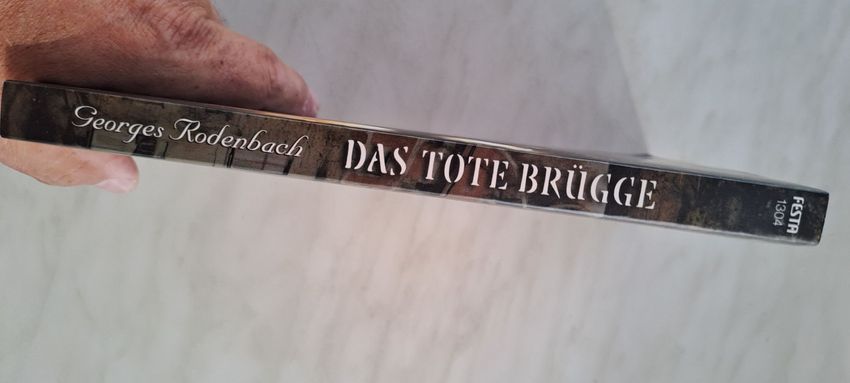 Georges Rodenbach
DAS TOTE BRÜGGE
FESTA
1304